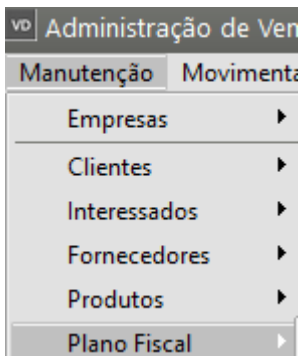 VD Administração de Ven
Manutenção Movimenta
Empresas
Clientes
Interessados
Fornecedores
Produtos
Plano Fiscal